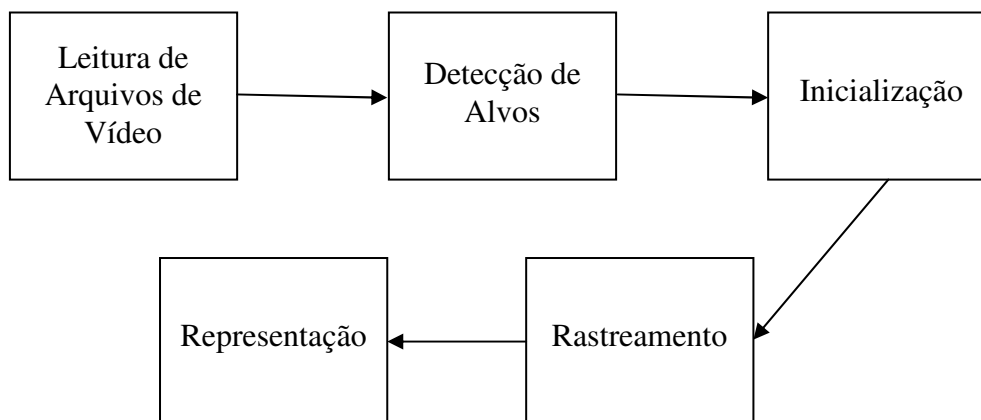 Leitura de
Arquivos de
Vídeo
Detecção de
Alvos
Inicialização
Rastreamento
Representação